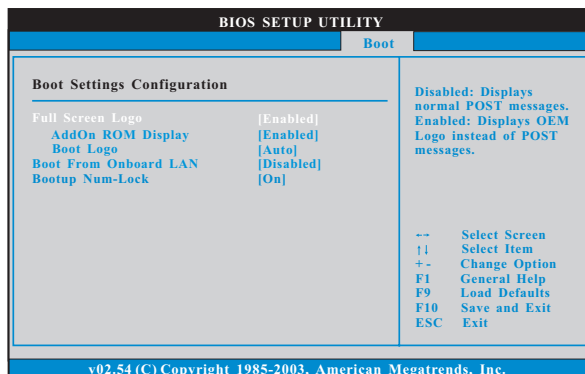 BIOS SETUP UTILITY
Boot
Boot Settings Configuration
Full Screen Logo [Enabled]
AddOn ROM Display [Enabled]
Boot Logo [Auto]
Boot From Onboard LAN [Disabled]
Bootup Num-Lock [On]
Disabled: Displays
normal POST messages.
Enabled: Displays OEM
Logo instead of POST
messages.
←→ Select Screen
↑↓ Select Item
+- Change Option
F1 General Help
F9 Load Defaults
F10 Save and Exit
ESC Exit
v02.54 (C) Copyright 1985-2003, American Megatrends, Inc.